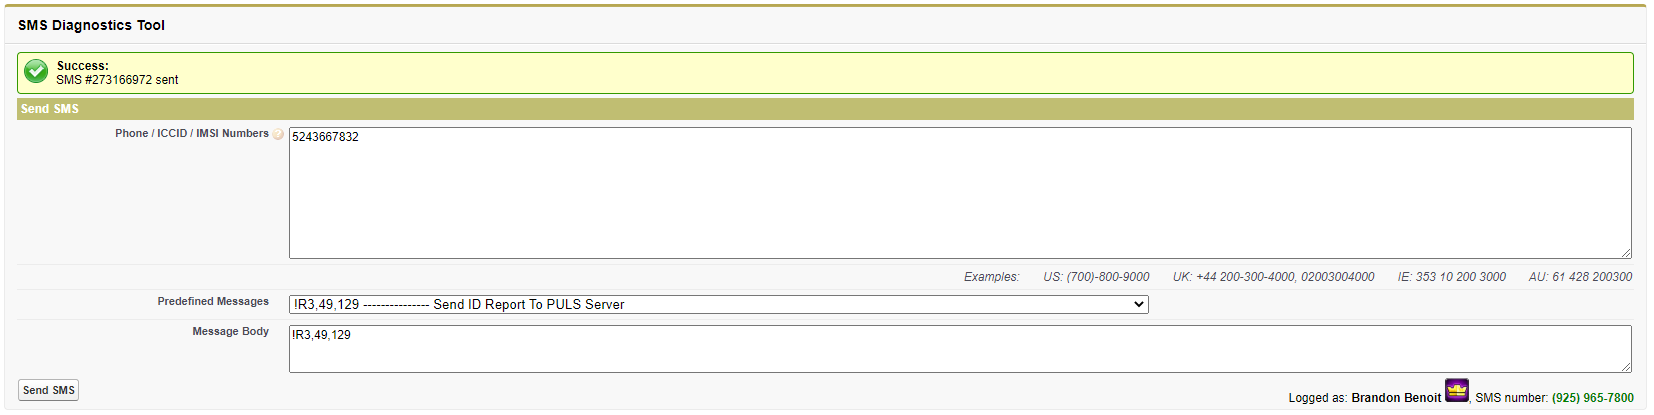 SMS Diagnostics Tool
Success:
SMS #273166972 sent
Send SMS
Phone / ICCID / IMSI Numbers ?
5243667832
Examples: US: (700)-800-9000 UK: +44 200-300-4000, 02003004000 IE: 353 10 200 3000 AU: 61 428 200300
Predefined Messages !R3,49,129 --------------- Send ID Report To PULS Server
Message Body !R3,49,129
Send SMS
Logged as: Brandon Benoit , SMS number: (925) 965-7800